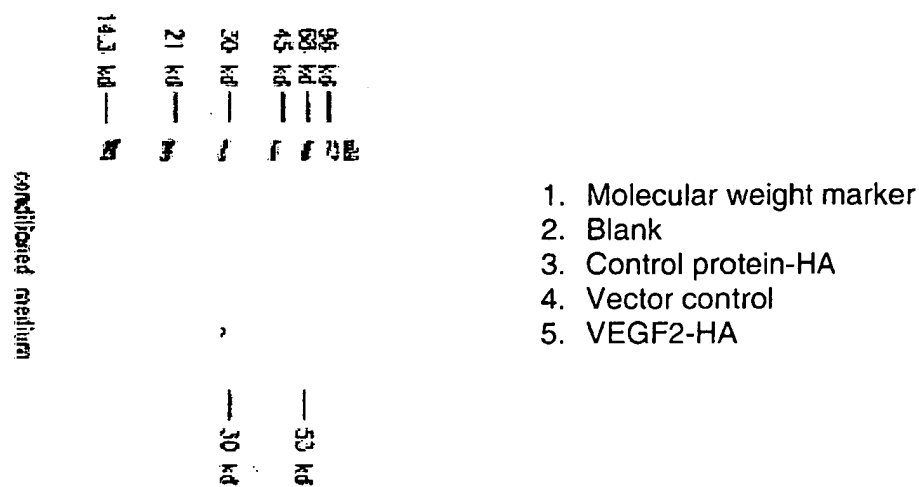 14.3 kd
21 kd
30 kd
45 kd
68 kd
96 kd
conditioned medium
30 kd
53 kd
1. Molecular weight marker
2. Blank
3. Control protein-HA
4. Vector control
5. VEGF2-HA